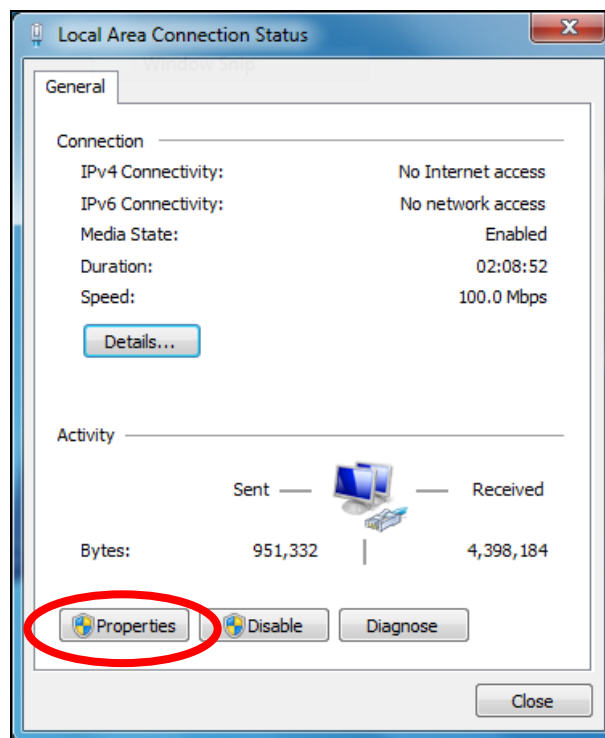 Local Area Connection Status
Window Snip
General
Connection
IPv4 Connectivity: No Internet access
IPv6 Connectivity: No network access
Media State: Enabled
Duration: 02:08:52
Speed: 100.0 Mbps
Details...
Activity
Sent Received
Bytes: 951,332 4,398,184
Properties Disable Diagnose
Close